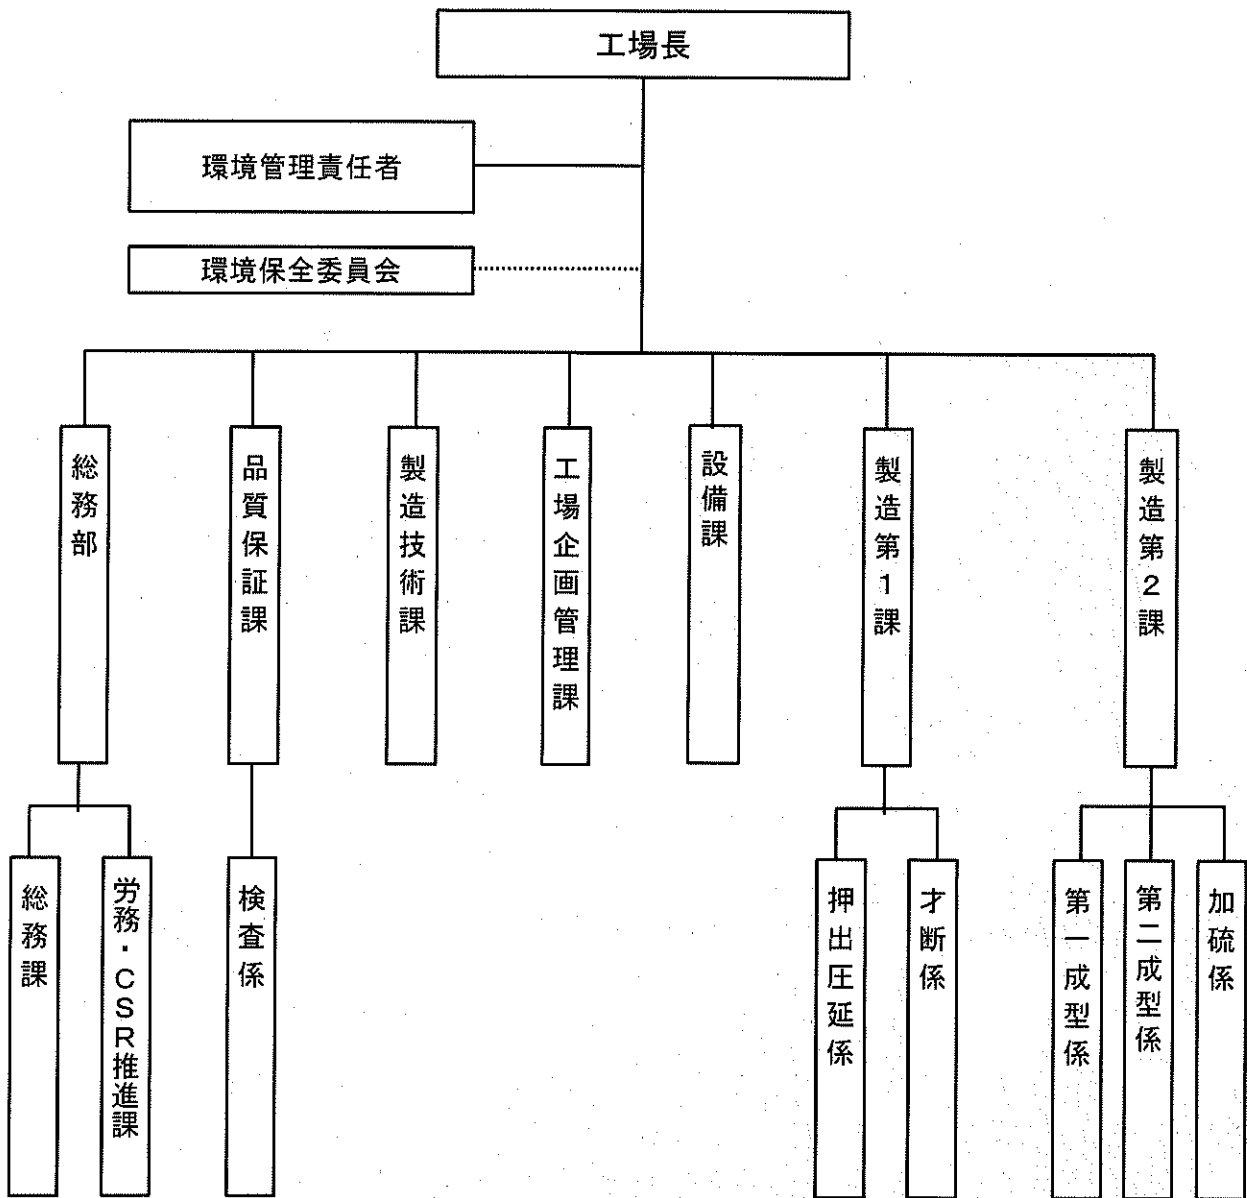 工場長
環境管理責任者
環境保全委員会
総務部
品質保証課
製造技術課
工場企画管理課
設備課
製造第1課
製造第2課
総務課
労務・CSR推進課
検査係
押出圧延係
才断係
第一成型係
第二成型係
加硫係